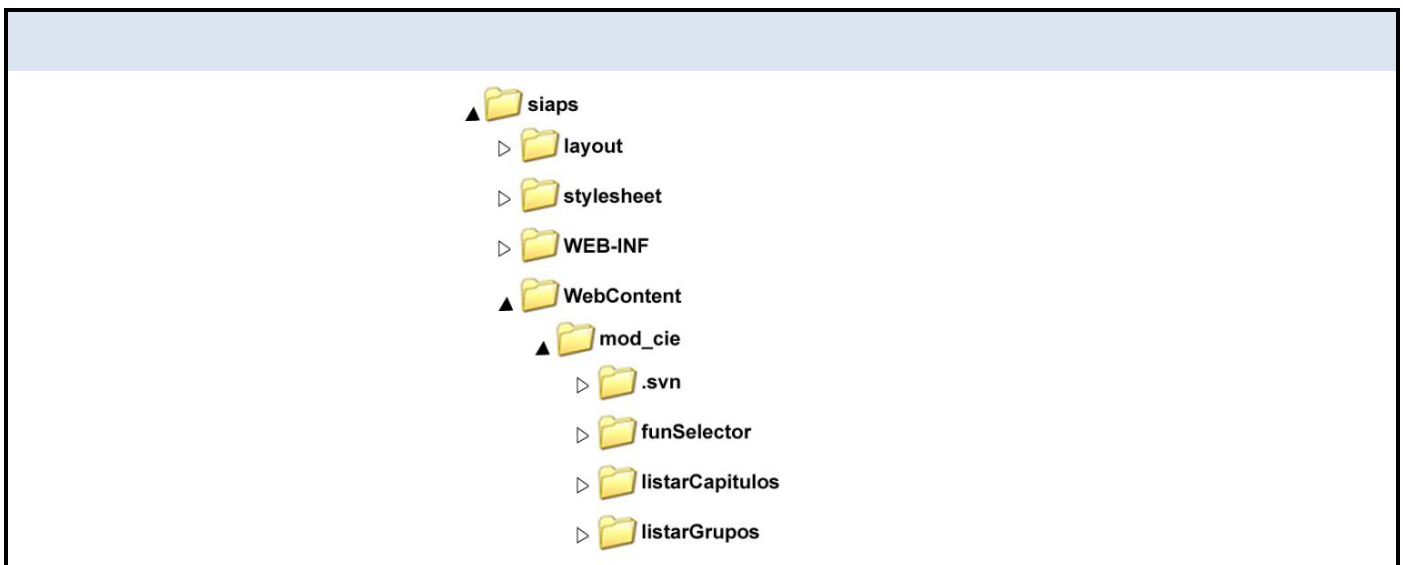 siaps
layout
stylesheet
WEB-INF
WebContent
mod_cie
.svn
funSelector
listarCapitulos
listarGrupos